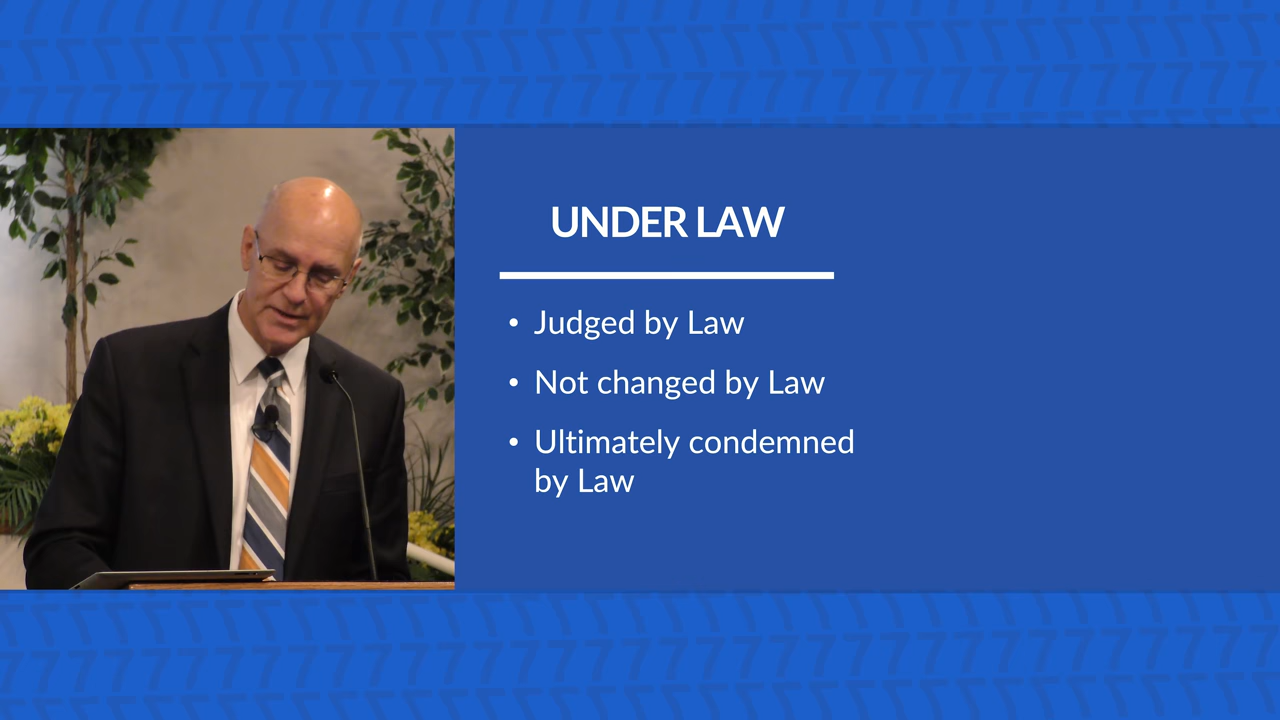 UNDER LAW
• Judged by Law
• Not changed by Law
• Ultimately condemned
by Law